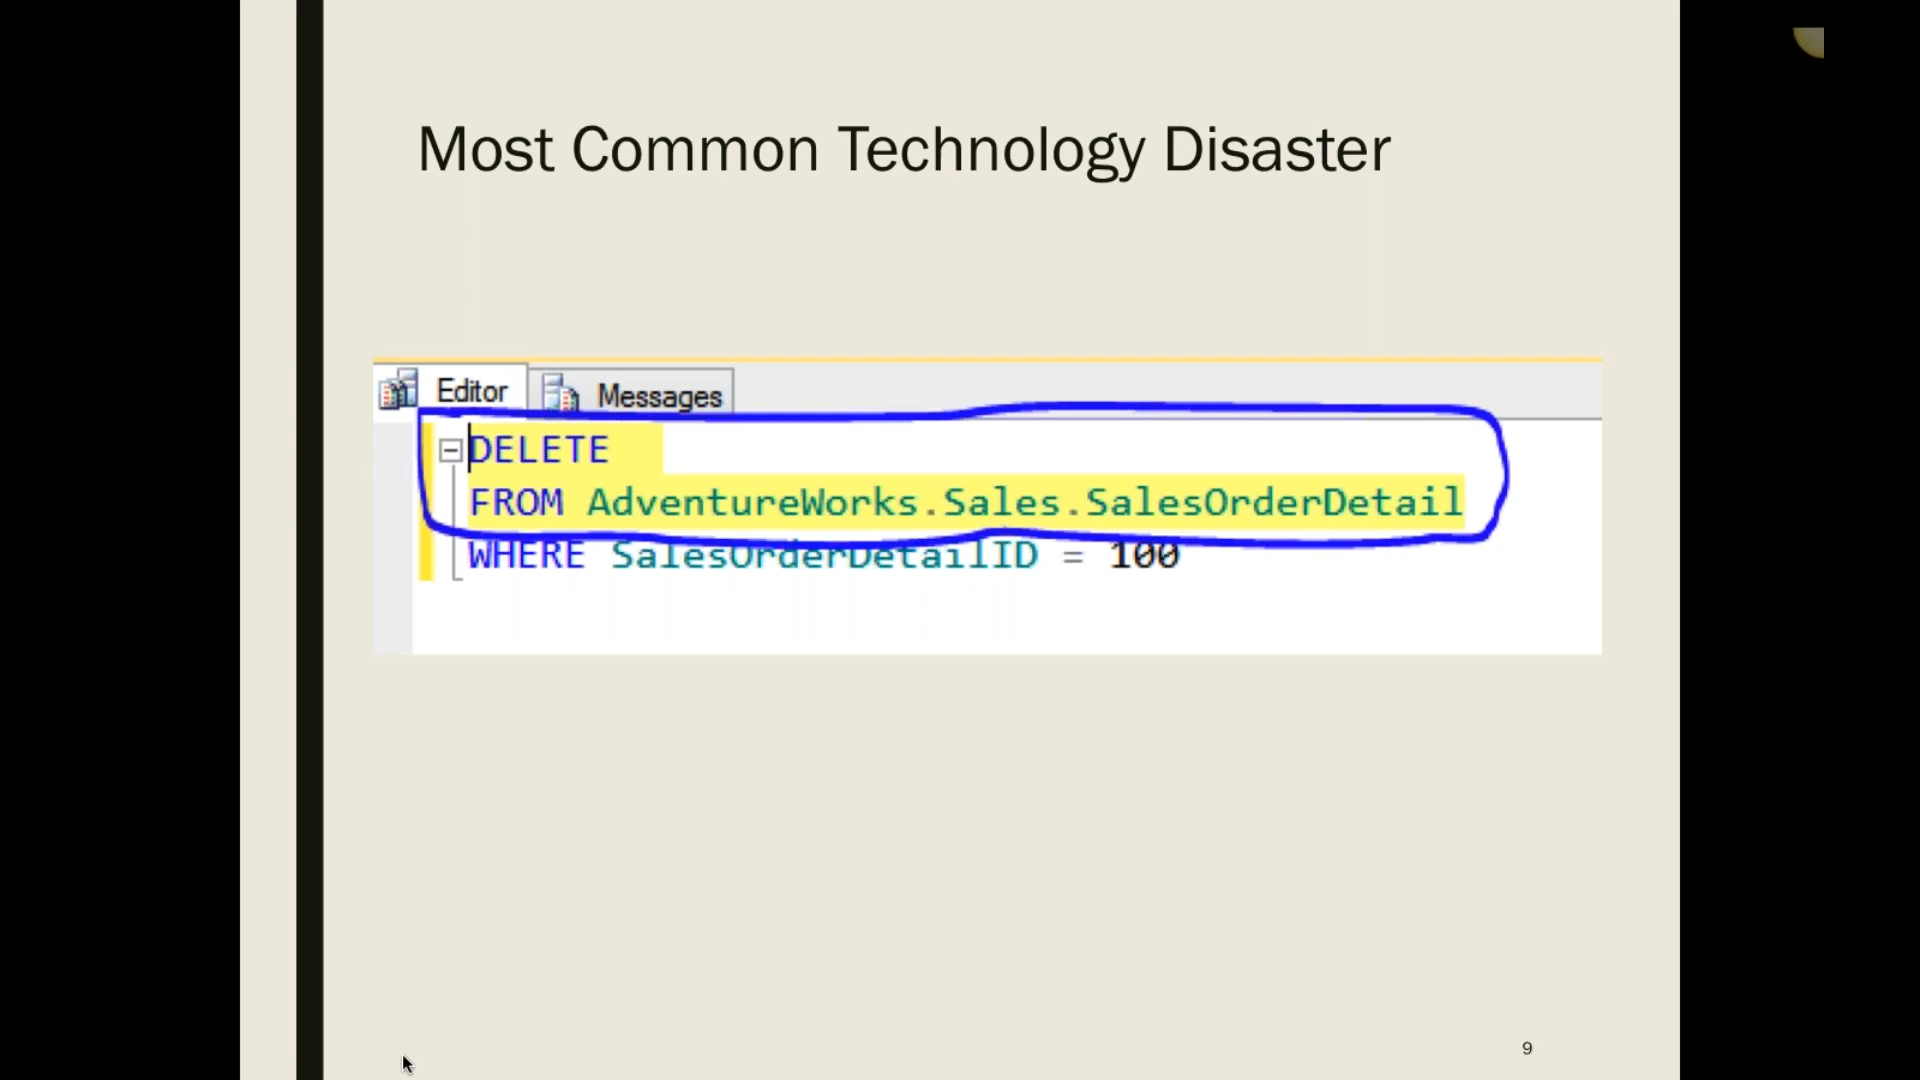 Most Common Technology Disaster
Editor Messages
DELETE
FROM AdventureWorks.Sales.SalesOrderDetail
WHERE SalesOrderDetailID = 100
9